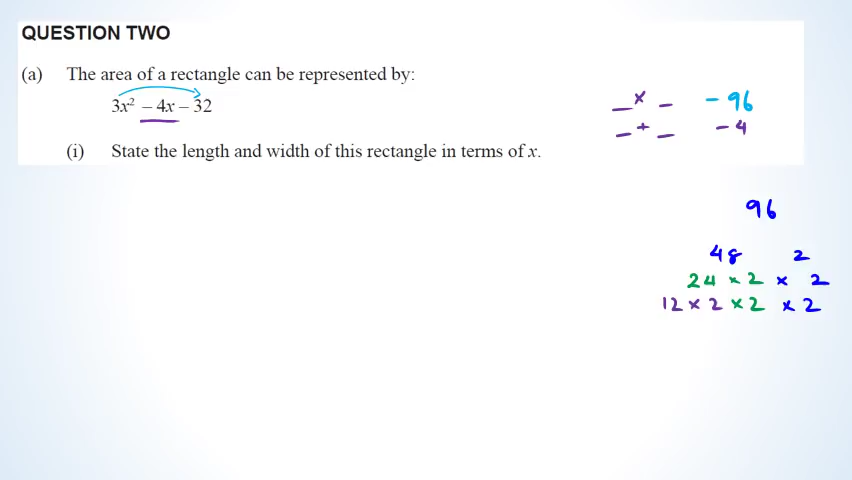 QUESTION TWO
(a) The area of a rectangle can be represented by:
3x² – 4x – 32
(i) State the length and width of this rectangle in terms of x.
_ × _ - 96
_ + _ - 4
96
48 2
24 × 2 × 2
12 × 2 × 2 × 2